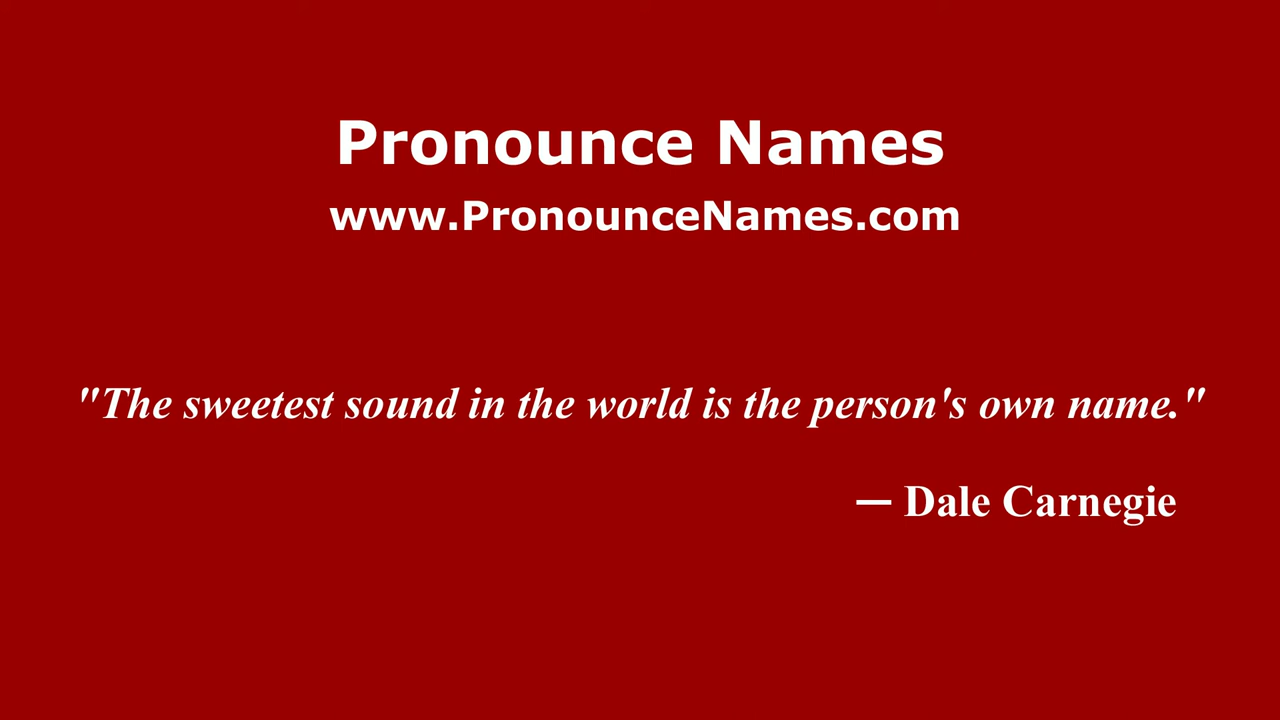 Pronounce Names
www.PronounceNames.com
"The sweetest sound in the world is the person's own name."
— Dale Carnegie